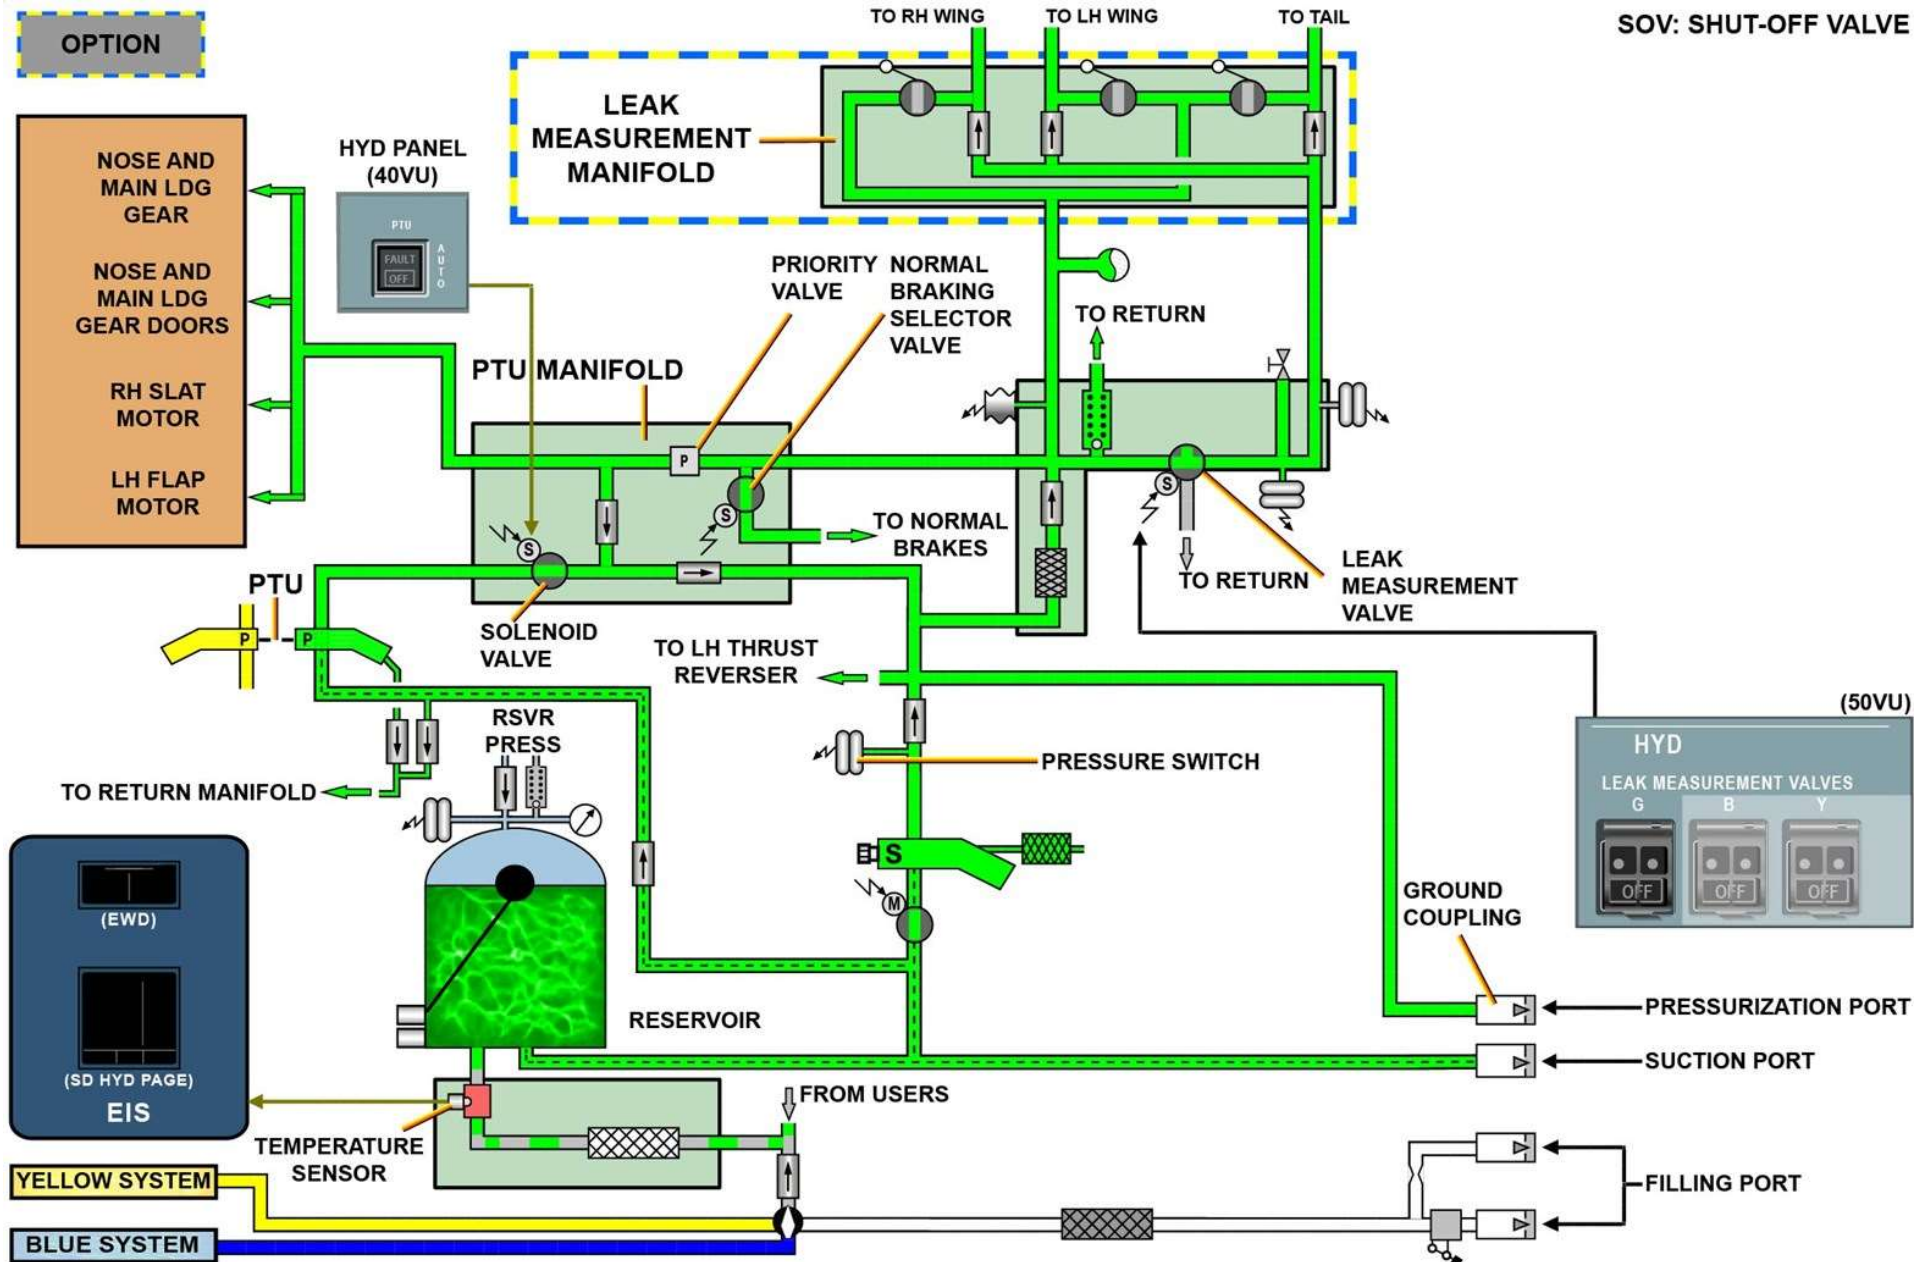 TO RH WING
TO LH WING
TO TAIL
SOV: SHUT-OFF VALVE
OPTION
LEAK
MEASUREMENT
MANIFOLD
NOSE AND
MAIN LDG
GEAR
NOSE AND
MAIN LDG
GEAR DOORS
RH SLAT
MOTOR
LH FLAP
MOTOR
HYD PANEL
(40VU)
PTU
FAULT
OFF
A
U
T
O
PRIORITY
VALVE
NORMAL
BRAKING
SELECTOR
VALVE
TO RETURN
PTU MANIFOLD
P
S
S
S
TO NORMAL
BRAKES
TO RETURN
LEAK
MEASUREMENT
VALVE
PTU
P
P
SOLENOID
VALVE
TO LH THRUST
REVERSER
RSVR
PRESS
PRESSURE SWITCH
TO RETURN MANIFOLD
(50VU)
HYD
LEAK MEASUREMENT VALVES
G
B
Y
OFF
OFF
OFF
S
M
GROUND
COUPLING
(EWD)
(SD HYD PAGE)
EIS
RESERVOIR
PRESSURIZATION PORT
SUCTION PORT
FROM USERS
TEMPERATURE
SENSOR
FILLING PORT
YELLOW SYSTEM
BLUE SYSTEM